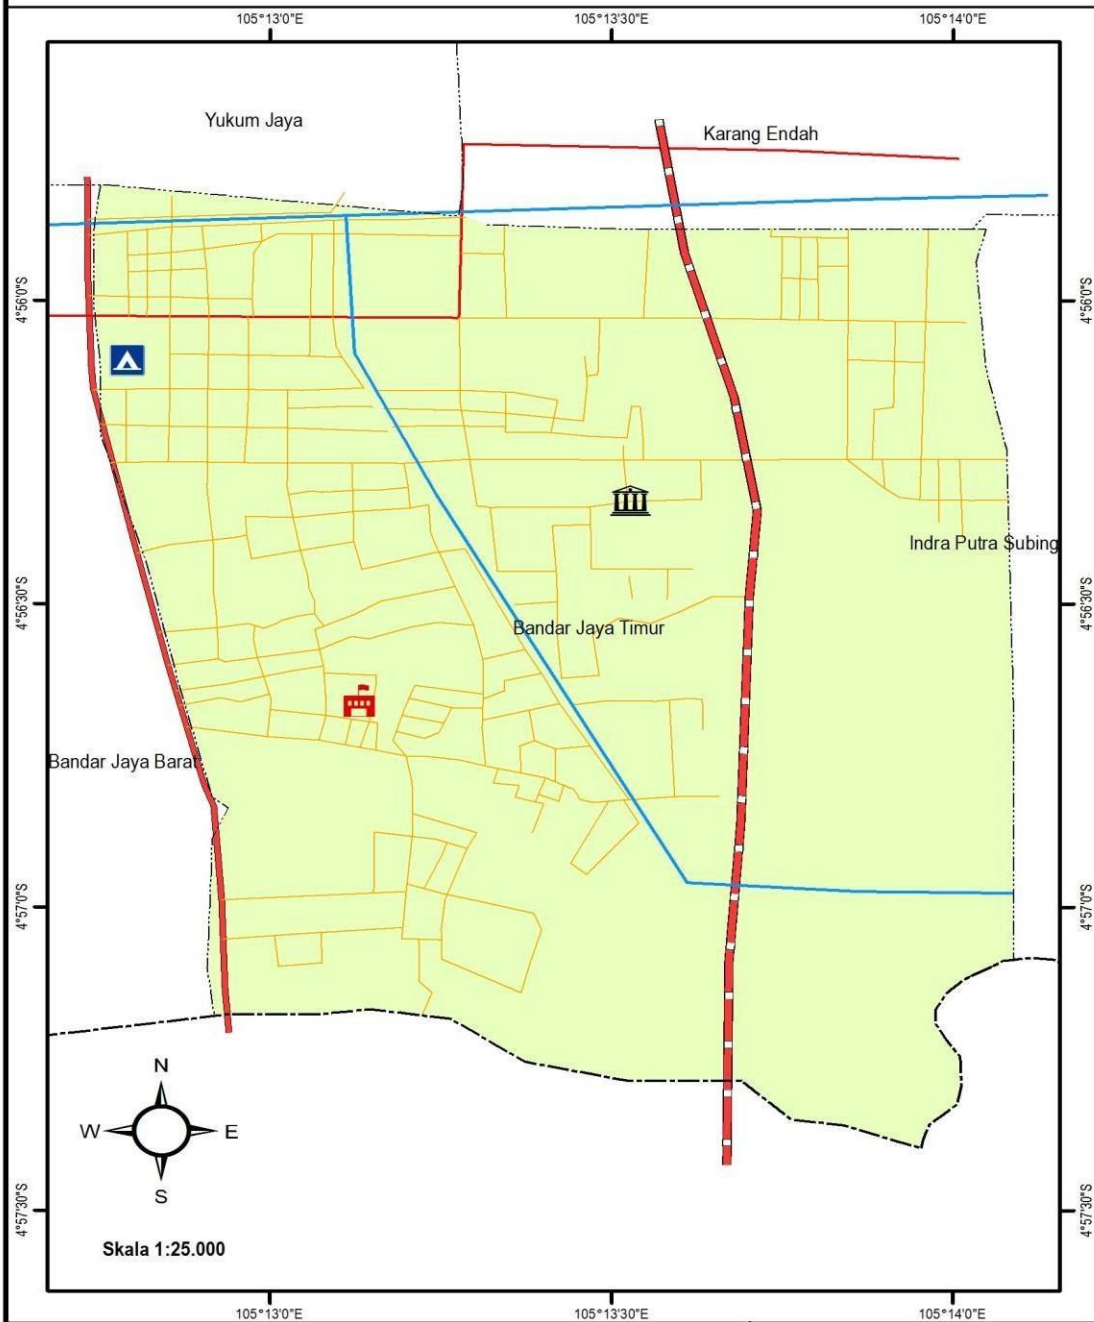 105°13'0"E
105°13'30"E
105°14'0"E
Yukum Jaya
Karang Endah
4°56'0"S
4°56'0"S
Indra Putra Subing
4°56'30"S
4°56'30"S
Bandar Jaya Timur
Bandar Jaya Barat
4°57'0"S
4°57'0"S
N
W
E
S
4°57'30"S
4°57'30"S
Skala 1:25.000
105°13'0"E
105°13'30"E
105°14'0"E